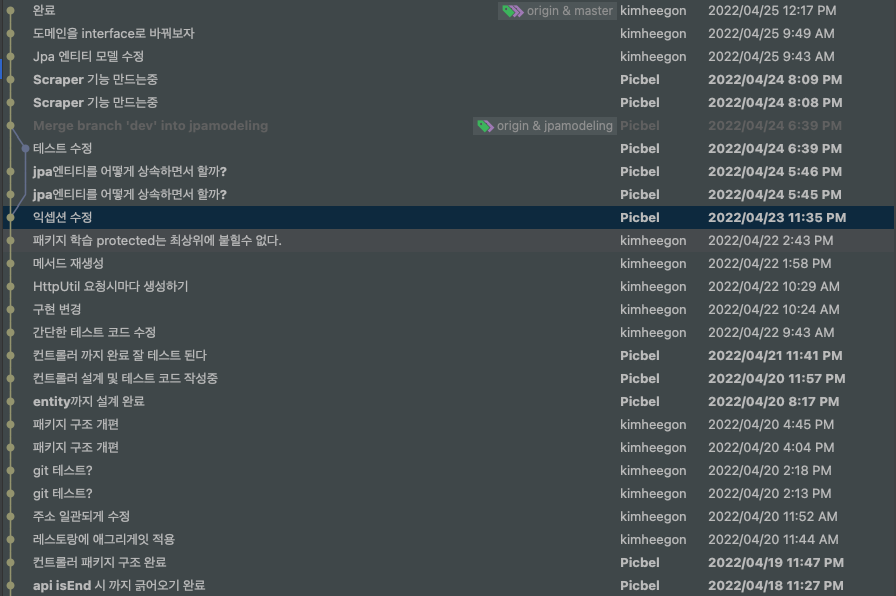 완료 origin & master kimheegon 2022/04/25 12:17 PM
도메인을 interface로 바꿔보자 kimheegon 2022/04/25 9:49 AM
Jpa 엔티티 모델 수정 kimheegon 2022/04/25 9:43 AM
Scraper 기능 만드는중 Picbel 2022/04/24 8:09 PM
Scraper 기능 만드는중 Picbel 2022/04/24 8:08 PM
Merge branch 'dev' into jpamodeling origin & jpamodeling Picbel 2022/04/24 6:39 PM
테스트 수정 Picbel 2022/04/24 6:39 PM
jpa엔티티를 어떻게 상속하면서 할까? Picbel 2022/04/24 5:46 PM
jpa엔티티를 어떻게 상속하면서 할까? Picbel 2022/04/24 5:45 PM
익셉션 수정 Picbel 2022/04/23 11:35 PM
패키지 학습 protected는 최상위에 붙힐수 없다. kimheegon 2022/04/22 2:43 PM
메서드 재생성 kimheegon 2022/04/22 1:58 PM
HttpUtil 요청시마다 생성하기 kimheegon 2022/04/22 10:29 AM
구현 변경 kimheegon 2022/04/22 10:24 AM
간단한 테스트 코드 수정 kimheegon 2022/04/22 9:43 AM
컨트롤러 까지 완료 잘 테스트 된다 Picbel 2022/04/21 11:41 PM
컨트롤러 설계 및 테스트 코드 작성중 Picbel 2022/04/20 11:57 PM
entity까지 설계 완료 Picbel 2022/04/20 8:17 PM
패키지 구조 개편 kimheegon 2022/04/20 4:45 PM
패키지 구조 개편 kimheegon 2022/04/20 4:04 PM
git 테스트? kimheegon 2022/04/20 2:18 PM
git 테스트? kimheegon 2022/04/20 2:13 PM
주소 일관되게 수정 kimheegon 2022/04/20 11:52 AM
레스토랑에 애그리게잇 적용 kimheegon 2022/04/20 11:44 AM
컨트롤러 패키지 구조 완료 Picbel 2022/04/19 11:47 PM
api isEnd 시 까지 긁어오기 완료 Picbel 2022/04/18 11:27 PM